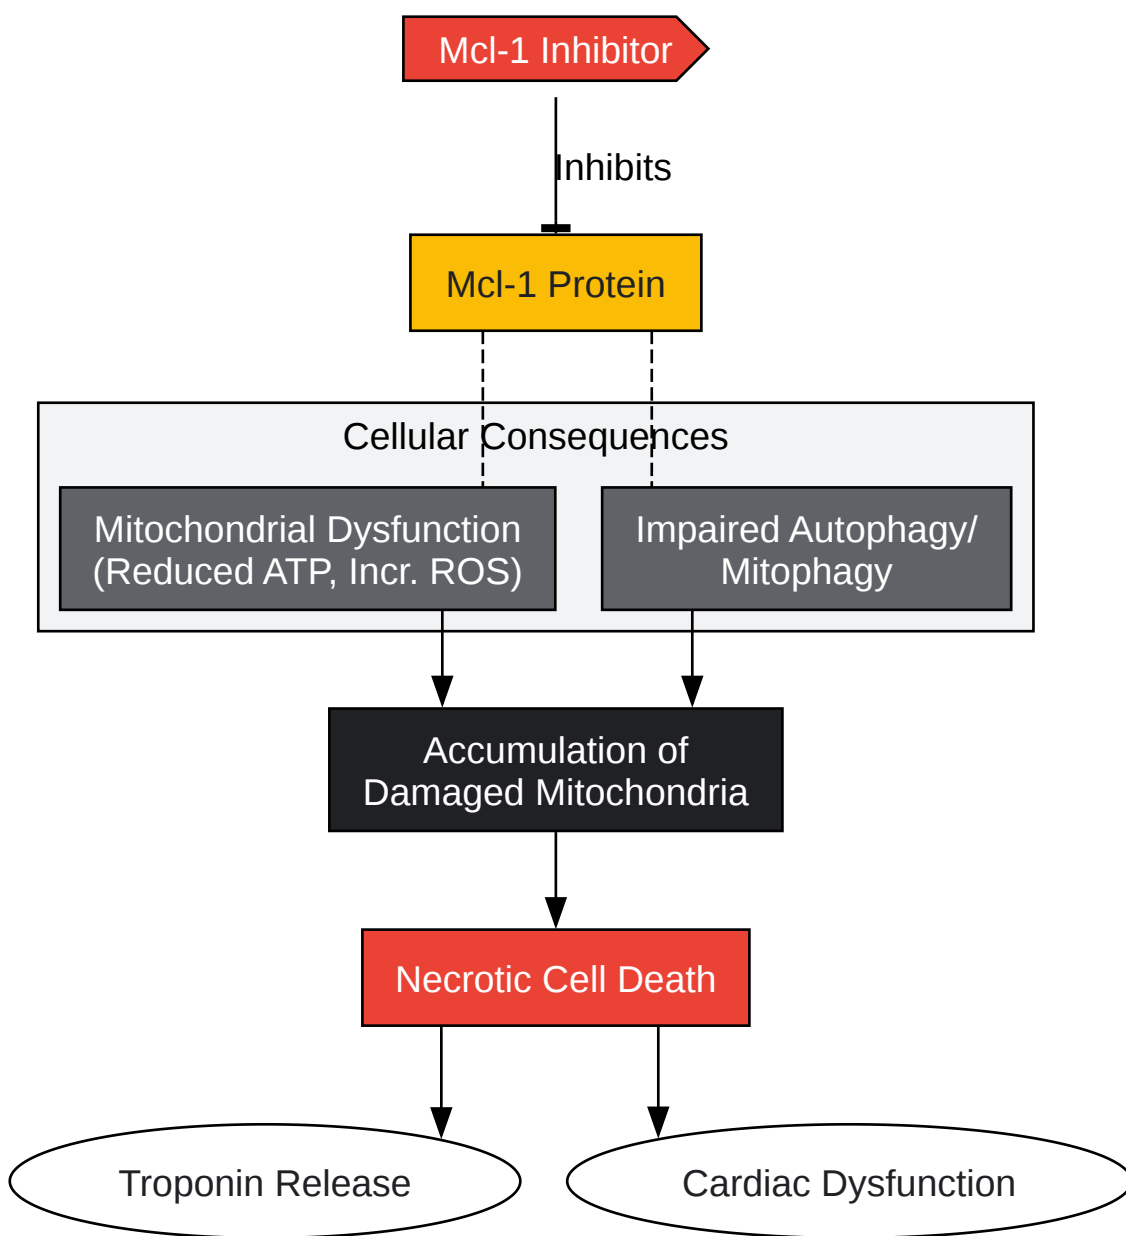 Mcl-1 Inhibitor
Inhibits
Mcl-1 Protein
Cellular Consequences
Mitochondrial Dysfunction
(Reduced ATP, Incr. ROS)
Impaired Autophagy/
Mitophagy
Accumulation of
Damaged Mitochondria
Necrotic Cell Death
Troponin Release
Cardiac Dysfunction